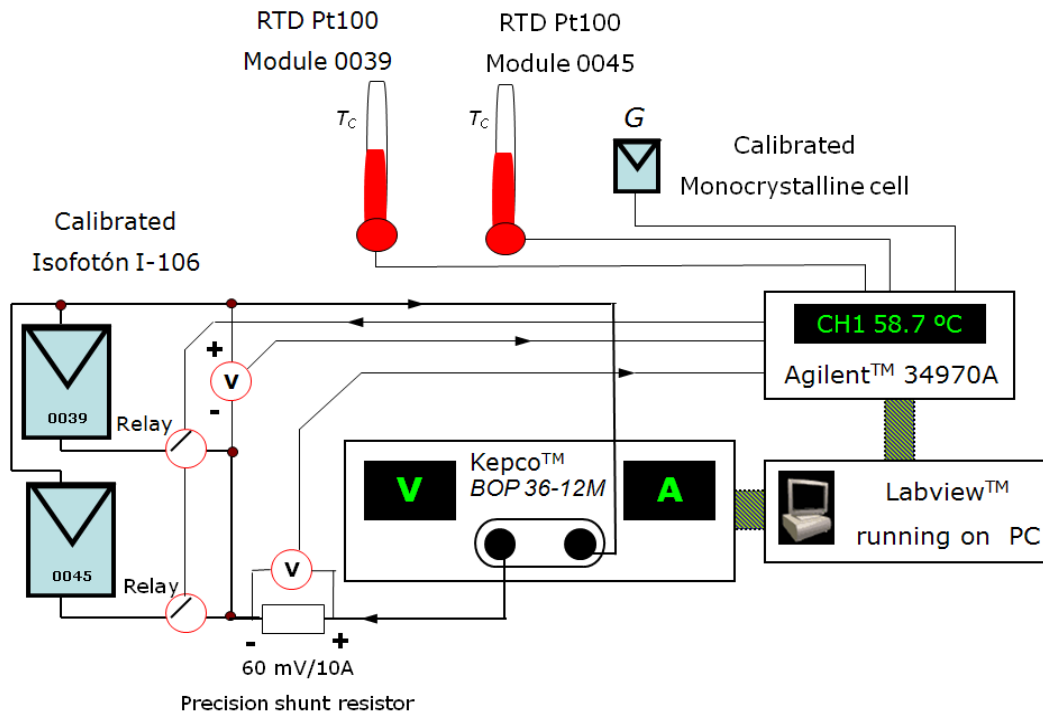 RTD Pt100
Module 0039
RTD Pt100
Module 0045
T_C
T_C
G
Calibrated
Monocrystalline cell
Calibrated
Isofotón I-106
CH1 58.7 ºC
Agilent™ 34970A
+
V
-
0039
Relay
Kepco™
BOP 36-12M
V
A
Labview™
running on PC
0045
Relay
V
-
+
60 mV/10A
Precision shunt resistor